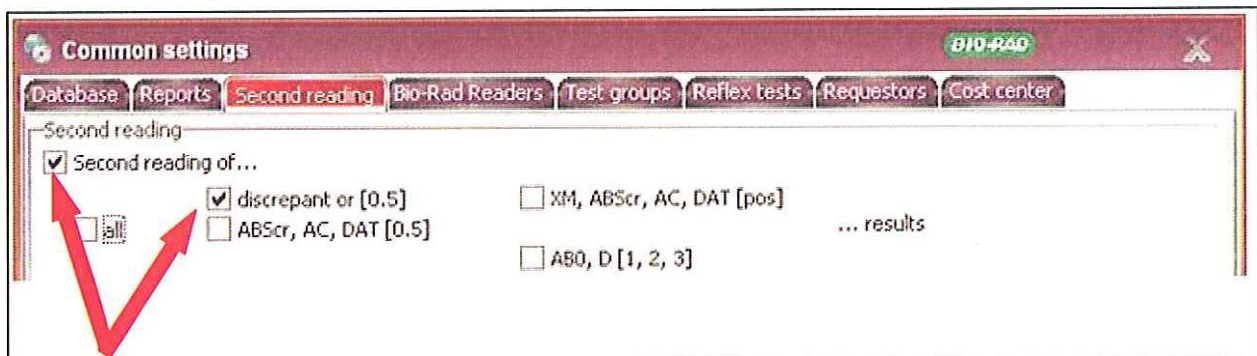 Common settings BIO-RAD
Database Reports Second reading Bio-Rad Readers Test groups Reflex tests Requestors Cost center
Second reading
Second reading of...
discrepant or [0.5] XM, ABScr, AC, DAT [pos]
all ABScr, AC, DAT [0.5] ... results
AB0, D [1, 2, 3]